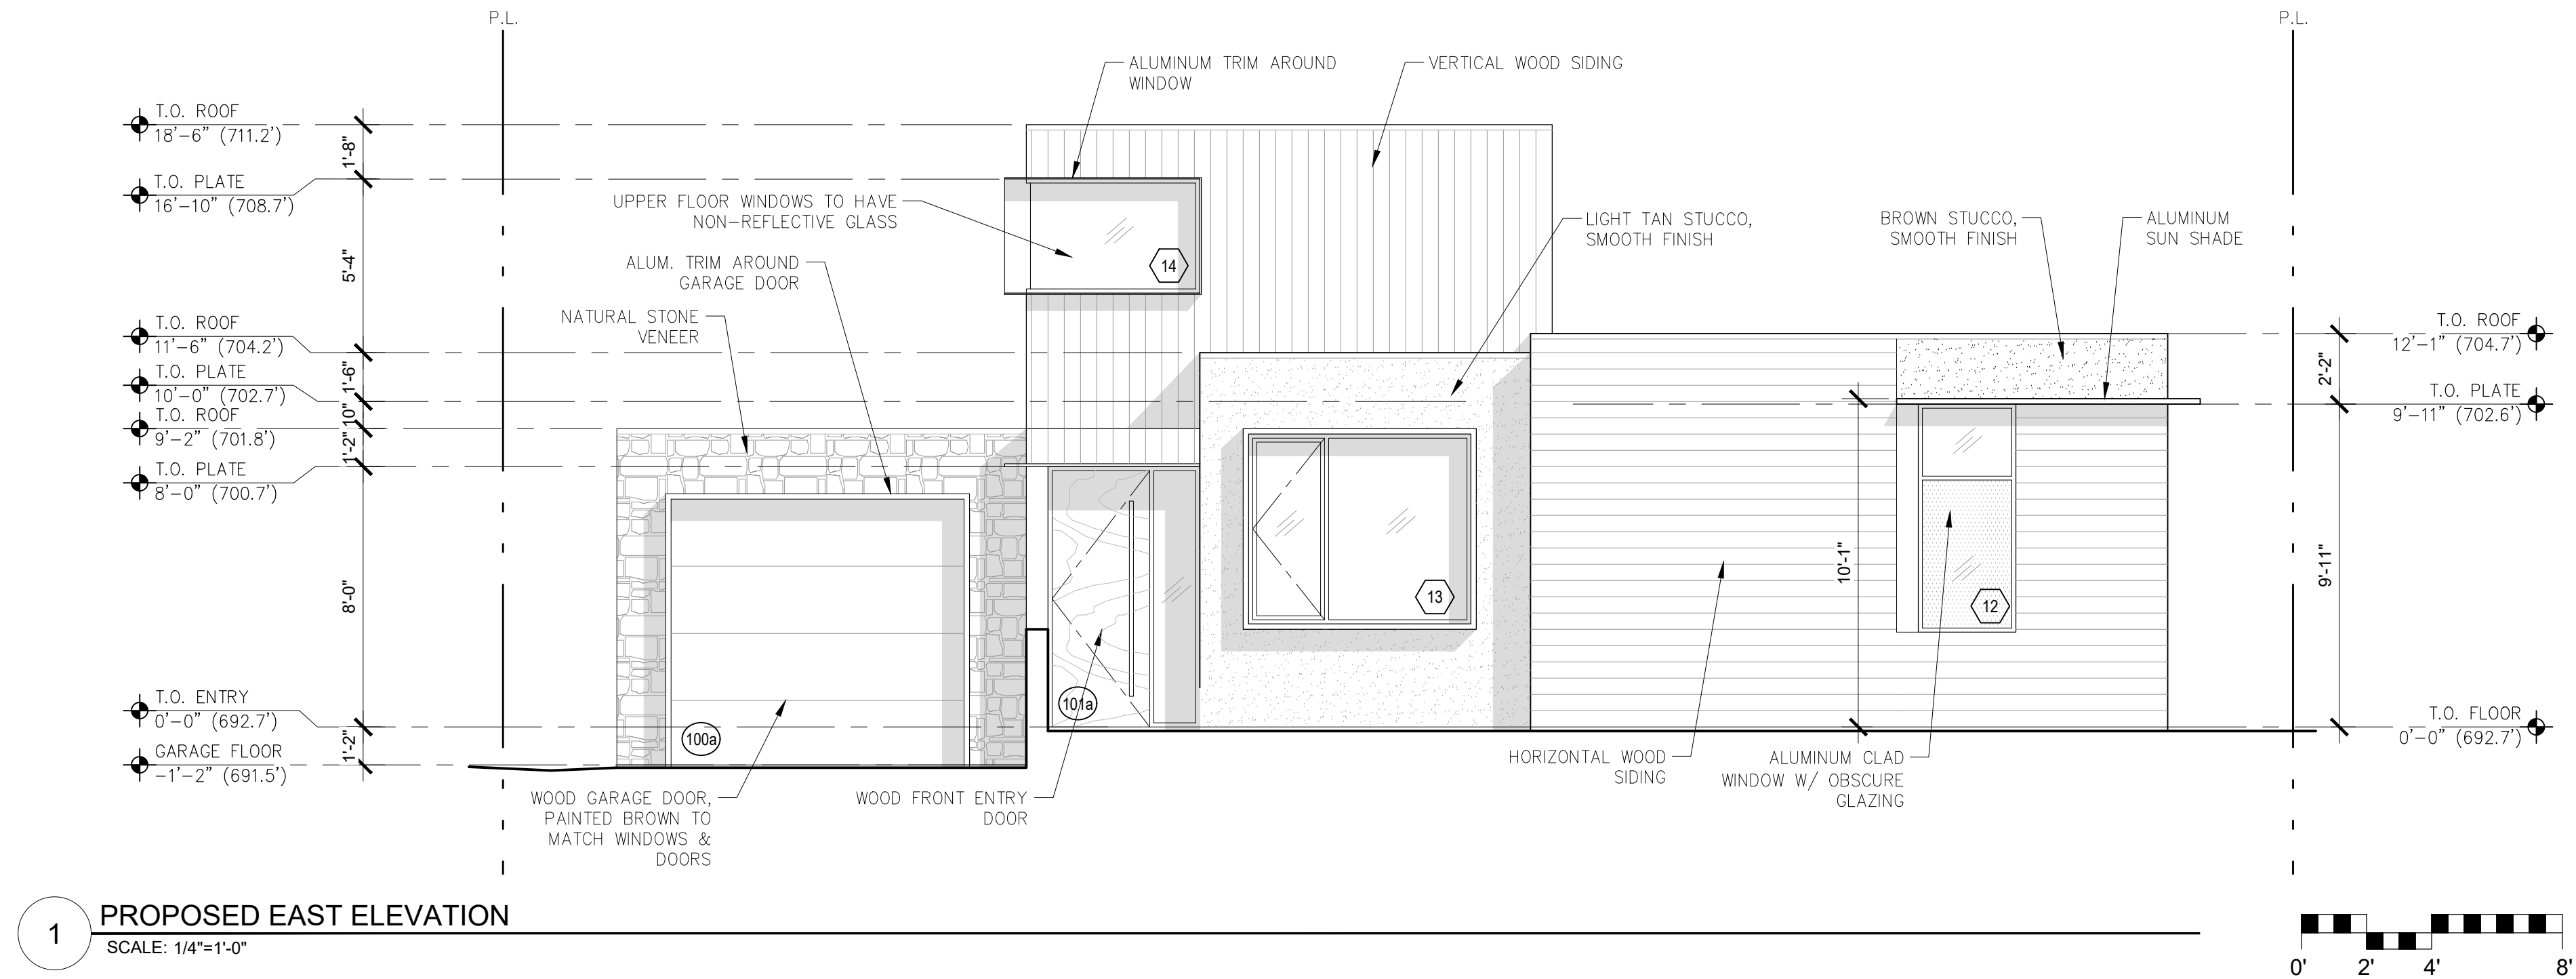 P.L.
P.L.
ALUMINUM TRIM AROUND
WINDOW
VERTICAL WOOD SIDING
T.O. ROOF
18'-6" (711.2')
1'-8"
T.O. PLATE
16'-10" (708.7')
UPPER FLOOR WINDOWS TO HAVE
NON-REFLECTIVE GLASS
LIGHT TAN STUCCO,
SMOOTH FINISH
BROWN STUCCO,
SMOOTH FINISH
ALUMINUM
SUN SHADE
5'-4"
ALUM. TRIM AROUND
GARAGE DOOR
14
NATURAL STONE
VENEER
T.O. ROOF
11'-6" (704.2')
T.O. ROOF
12'-1" (704.7')
1'-6"
T.O. PLATE
10'-0" (702.7')
2'-2"
T.O. PLATE
9'-11" (702.6')
10"
T.O. ROOF
9'-2" (701.8')
1'-2"
T.O. PLATE
8'-0" (700.7')
8'-0"
10'-1"
9'-11"
13
12
T.O. ENTRY
0'-0" (692.7')
101a
100a
T.O. FLOOR
0'-0" (692.7')
1'-2"
GARAGE FLOOR
-1'-2" (691.5')
HORIZONTAL WOOD
SIDING
ALUMINUM CLAD
WINDOW W/ OBSCURE
GLAZING
WOOD GARAGE DOOR,
PAINTED BROWN TO
MATCH WINDOWS &
DOORS
WOOD FRONT ENTRY
DOOR
1
PROPOSED EAST ELEVATION
SCALE: 1/4"=1'-0"
0' 2' 4' 8'